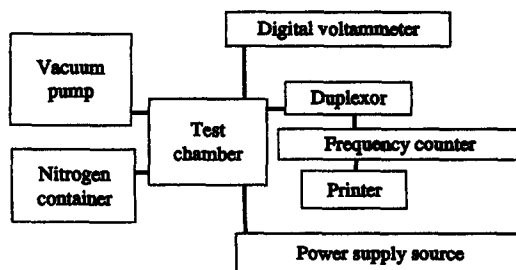 Digital voltammeter
Vacuum
pump
Duplexor
Test
chamber
Frequency counter
Nitrogen
container
Printer
Power supply source